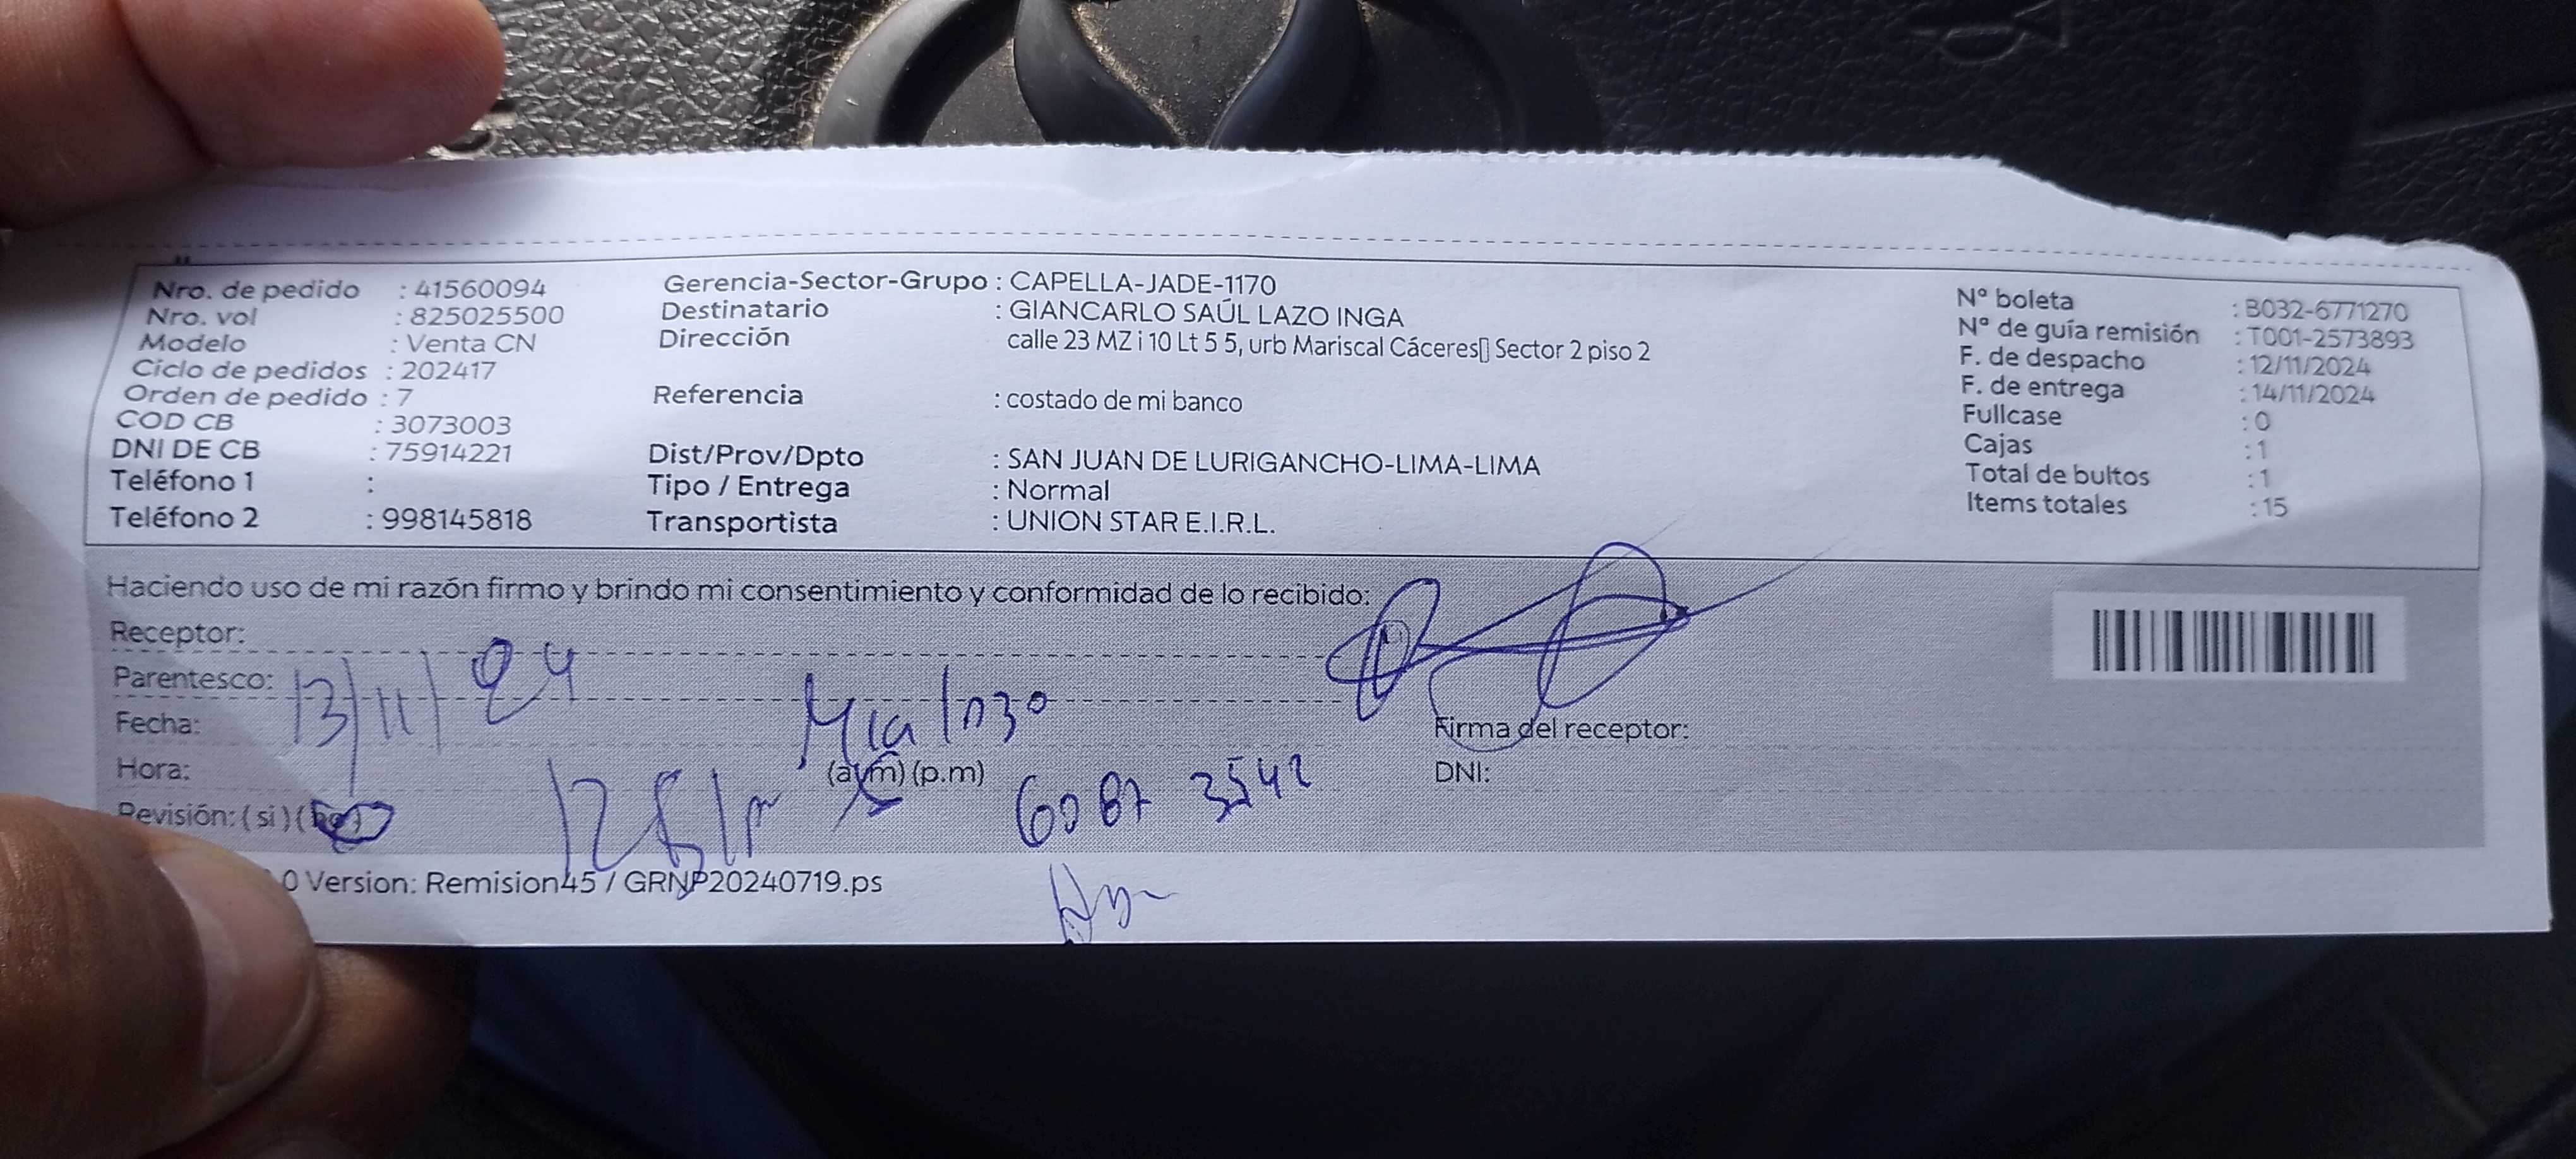 Nro. de pedido : 41560094
Nro. vol : 825025500
Modelo : Venta CN
Ciclo de pedidos : 202417
Orden de pedido : 7
COD CB : 3073003
DNI DE CB : 75914221
Teléfono 1 :
Teléfono 2 : 998145818
Gerencia-Sector-Grupo : CAPELLA-JADE-1170
Destinatario : GIANCARLO SAÚL LAZO INGA
Dirección calle 23 MZ i 10 Lt 5 5, urb Mariscal Cáceres▯ Sector 2 piso 2
Referencia : costado de mi banco
Dist/Prov/Dpto : SAN JUAN DE LURIGANCHO-LIMA-LIMA
Tipo / Entrega : Normal
Transportista : UNION STAR E.I.R.L.
N° boleta : B032-6771270
N° de guía remisión : T001-2573893
F. de despacho : 12/11/2024
F. de entrega : 14/11/2024
Fullcase : 0
Cajas : 1
Total de bultos : 1
Items totales : 15
Haciendo uso de mi razón firmo y brindo mi consentimiento y conformidad de lo recibido:
Receptor:
Parentesco:
Fecha: 13/11/24
Hora: (a.m) (p.m)
Revisión: ( si ) (
6087 3542
Firma del receptor:
DNI:
0 Version: Remision45 / GRNP20240719.ps